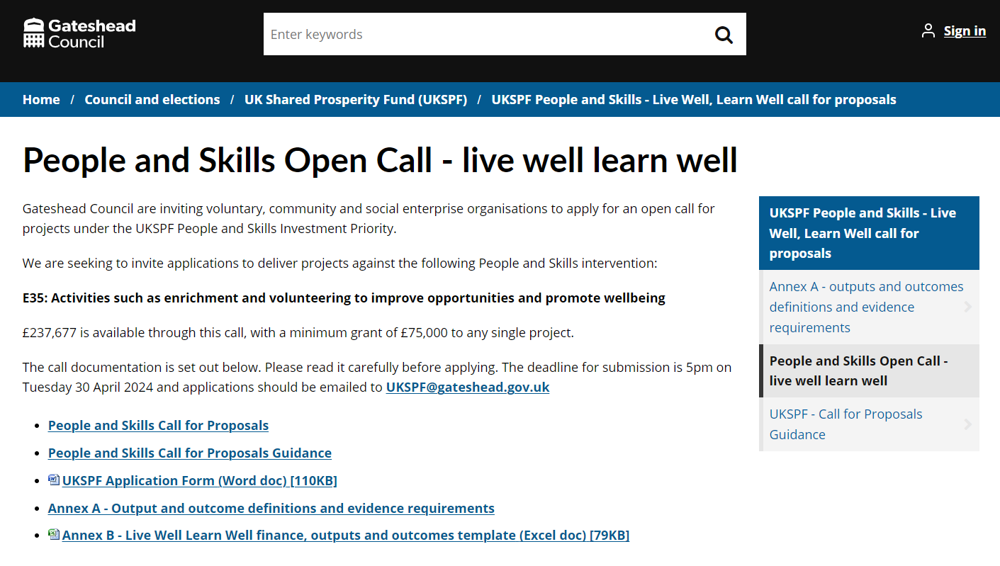 Gateshead
Council
Enter keywords
Sign in
Home / Council and elections / UK Shared Prosperity Fund (UKSPF) / UKSPF People and Skills - Live Well, Learn Well call for proposals
People and Skills Open Call - live well learn well
Gateshead Council are inviting voluntary, community and social enterprise organisations to apply for an open call for
projects under the UKSPF People and Skills Investment Priority.
We are seeking to invite applications to deliver projects against the following People and Skills intervention:
E35: Activities such as enrichment and volunteering to improve opportunities and promote wellbeing
£237,677 is available through this call, with a minimum grant of £75,000 to any single project.
The call documentation is set out below. Please read it carefully before applying. The deadline for submission is 5pm on
Tuesday 30 April 2024 and applications should be emailed to UKSPF@gateshead.gov.uk
• People and Skills Call for Proposals
• People and Skills Call for Proposals Guidance
• UKSPF Application Form (Word doc) [110KB]
• Annex A - Output and outcome definitions and evidence requirements
• Annex B - Live Well Learn Well finance, outputs and outcomes template (Excel doc) [79KB]
UKSPF People and Skills - Live
Well, Learn Well call for
proposals
Annex A - outputs and outcomes
definitions and evidence
requirements
People and Skills Open Call -
live well learn well
UKSPF - Call for Proposals
Guidance